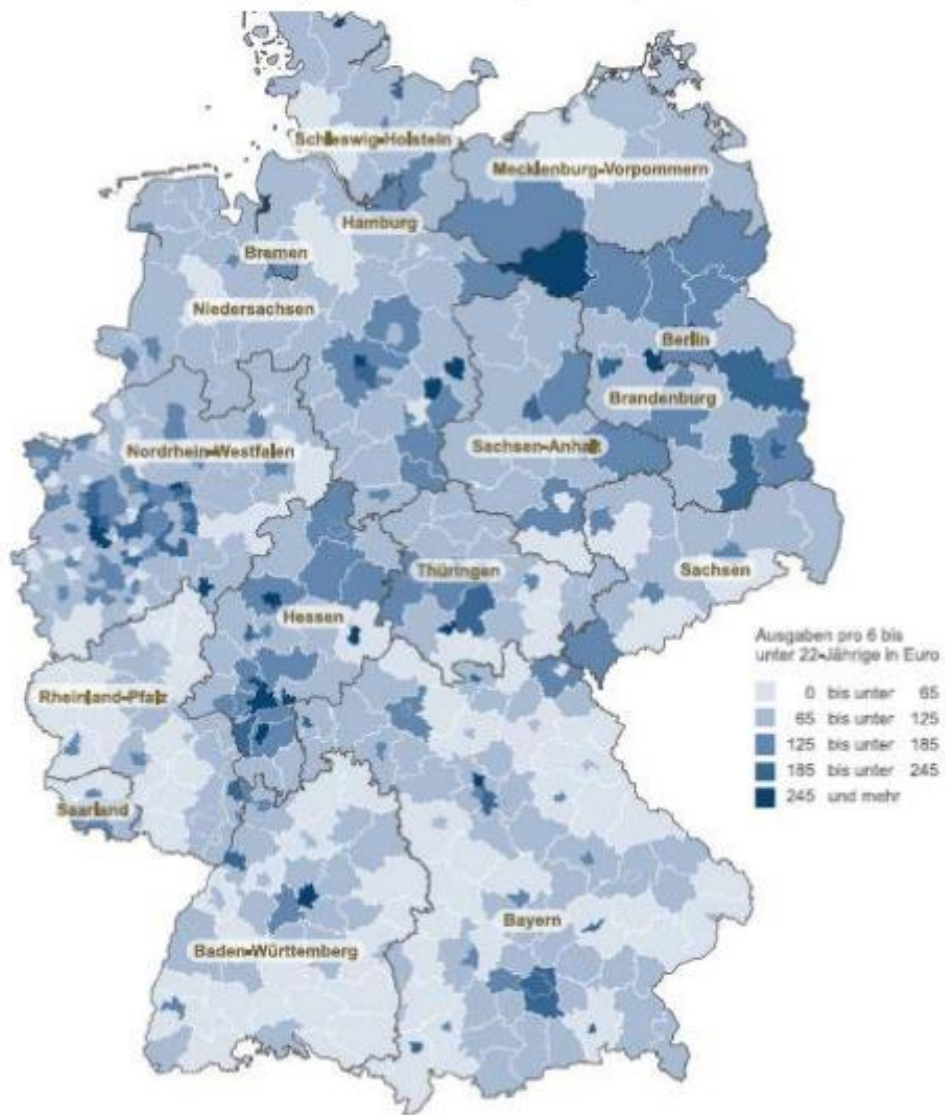 Schleswig-Holstein
Mecklenburg-Vorpommern
Hamburg
Bremen
Niedersachsen
Berlin
Brandenburg
Sachsen-Anhalt
Nordrhein-Westfalen
Thüringen
Sachsen
Hessen
Ausgaben pro 6 bis
unter 22-Jährige in Euro
0 bis unter 65
65 bis unter 125
125 bis unter 185
185 bis unter 245
245 und mehr
Rheinland-Pfalz
Saarland
Bayern
Baden-Württemberg